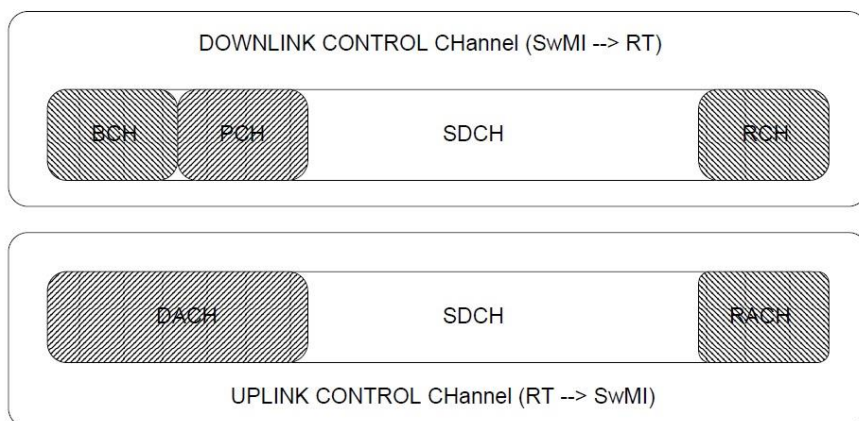 DOWNLINK CONTROL CHannel (SwMI --> RT)
BCH PCH SDCH RCH
DACH SDCH RACH
UPLINK CONTROL CHannel (RT --> SwMI)